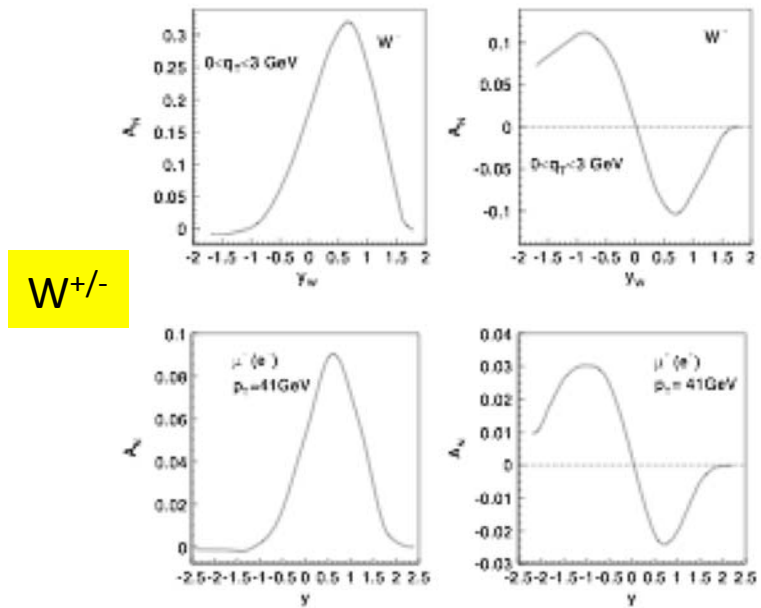 A_N
0.3
0.25
0.2
0.15
0.1
0.05
0
0<q_T<3 GeV
W
-2 -1.5 -1 -0.5 0 0.5 1 1.5 2
y_W
A_N
0.1
0.05
0
-0.05
-0.1
W⁻
0<q_T<3 GeV
-2 -1.5 -1 -0.5 0 0.5 1 1.5 2
y_W
W+/-
A_N
0.1
0.08
0.06
0.04
0.02
0
p_T=41GeV
-2.5 -2 -1.5 -1 -0.5 0 0.5 1 1.5 2 2.5
y
A_N
0.04
0.03
0.02
0.01
0
-0.01
-0.02
-0.03
μ⁻(e⁻)
p_T= 41GeV
-2.5 -2 -1.5 -1 -0.5 0 0.5 1 1.5 2 2.5
y